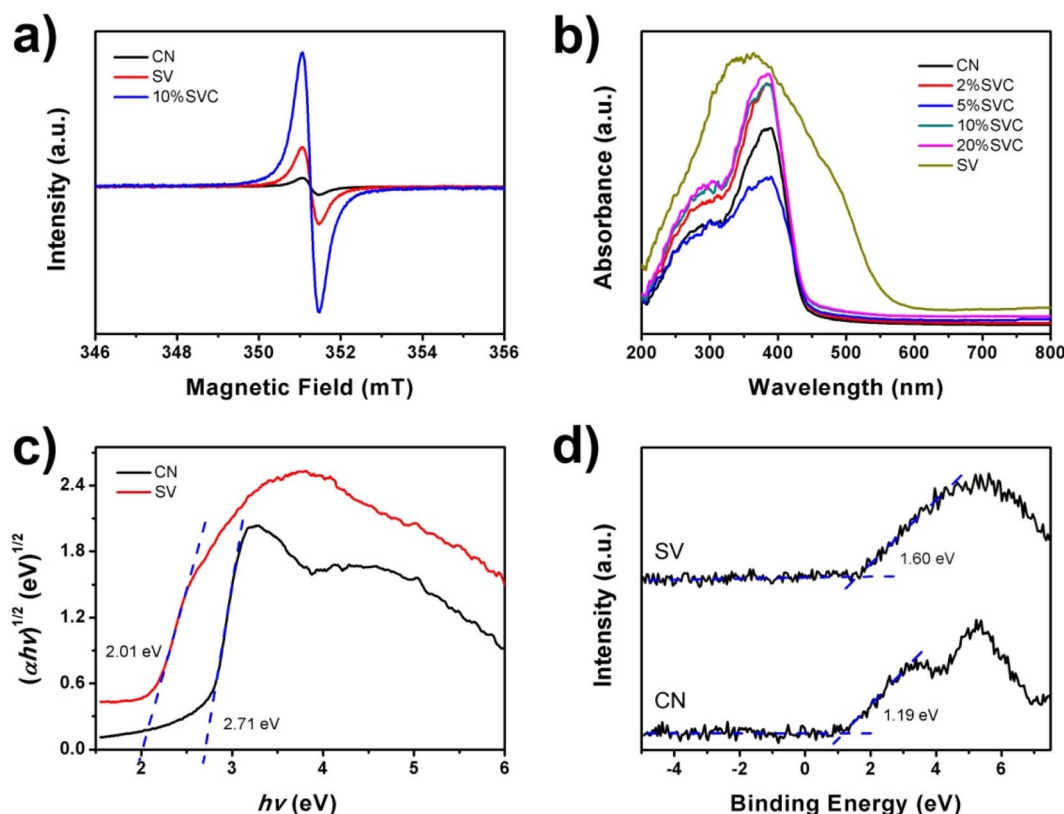 a)
CN
SV
10%SVC
Intensity (a.u.)
346 348 350 352 354 356
Magnetic Field (mT)
b)
CN
2%SVC
5%SVC
10%SVC
20%SVC
SV
Absorbance (a.u.)
200 300 400 500 600 700 800
Wavelength (nm)
c)
CN
SV
(αhν)^1/2 (eV)^1/2
2.4
1.8
1.2
0.6
0.0
2.01 eV
2.71 eV
2 3 4 5 6
hν (eV)
d)
SV
1.60 eV
CN
1.19 eV
Intensity (a.u.)
-4 -2 0 2 4 6
Binding Energy (eV)